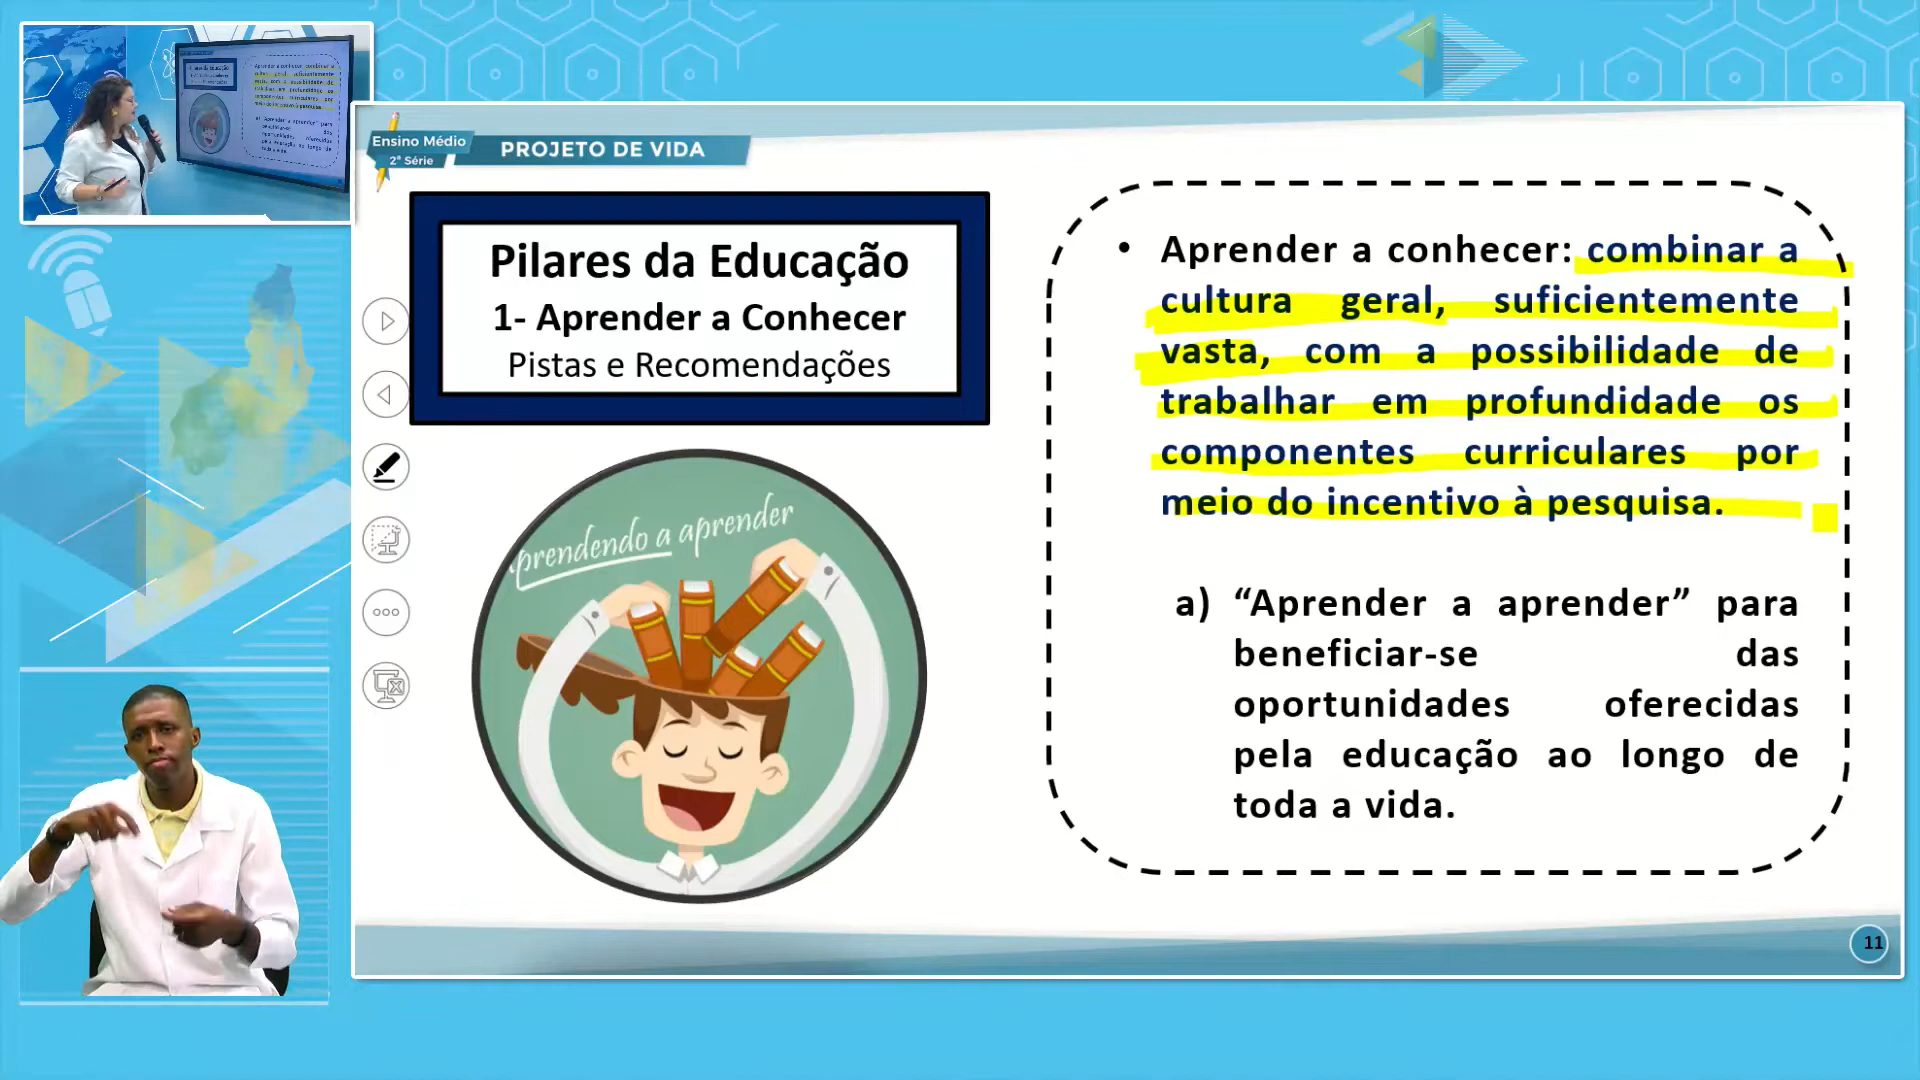 Ensino Médio
2ª Série
PROJETO DE VIDA
Pilares da Educação
1- Aprender a Conhecer
Pistas e Recomendações
prendendo a aprender
• Aprender a conhecer: combinar a
cultura geral, suficientemente
vasta, com a possibilidade de
trabalhar em profundidade os
componentes curriculares por
meio do incentivo à pesquisa.
a) “Aprender a aprender” para
beneficiar-se das
oportunidades oferecidas
pela educação ao longo de
toda a vida.
11